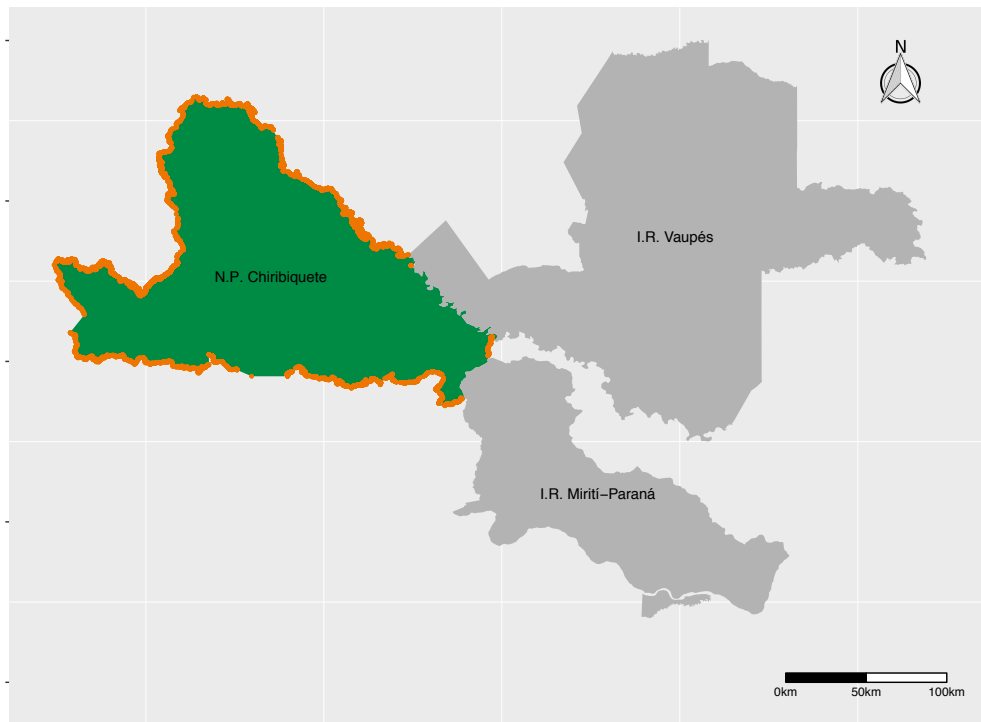 N
I.R. Vaupés
N.P. Chiribiquete
I.R. Mirití−Paraná
0km 50km 100km